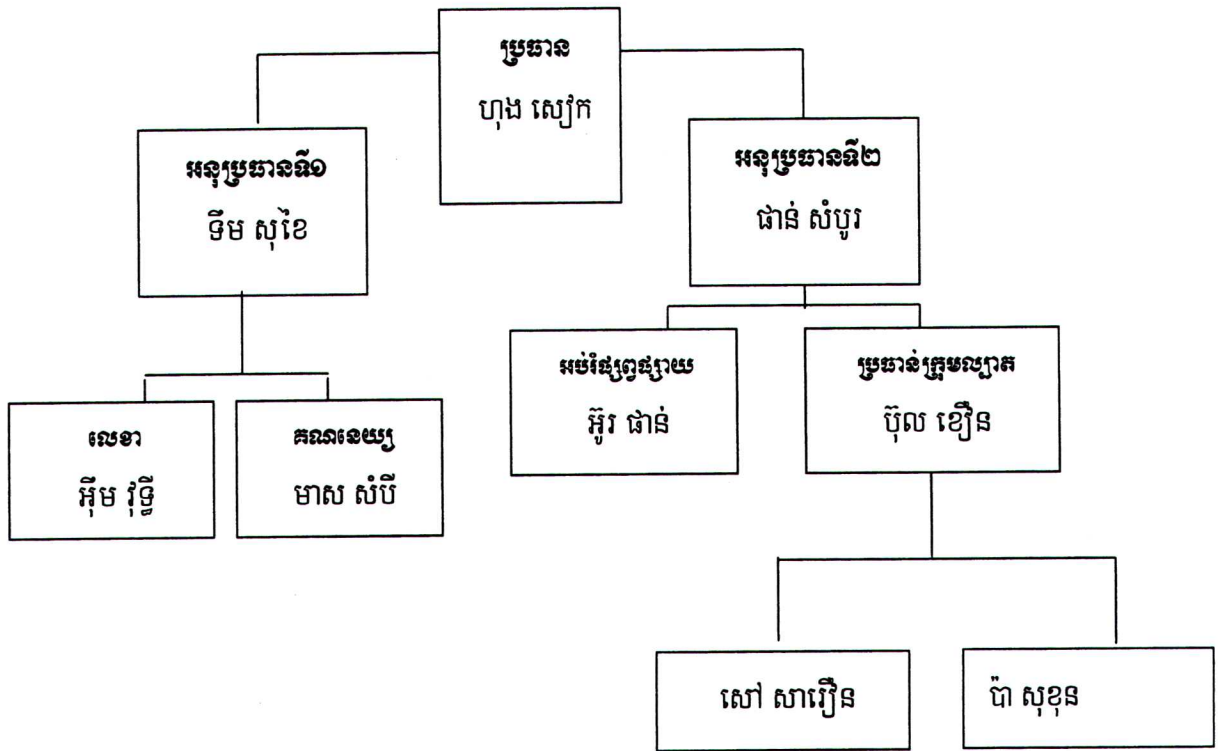 ប្រធាន
ហុង សៀក
អនុប្រធានទី១
ទឹម សុខៃ
អនុប្រធានទី២
ផាន់ សំបូរ
លេខា
អ៊ឹម វុទ្ធី
គណនេយ្យ
មាស សំបី
អប់រំផ្សព្វផ្សាយ
អ៊ូរ ផាន់
ប្រធាន់ក្រុមល្បាត
ប៊ុល ខឿន
សៅ សារឿន
ប៉ា សុខុន